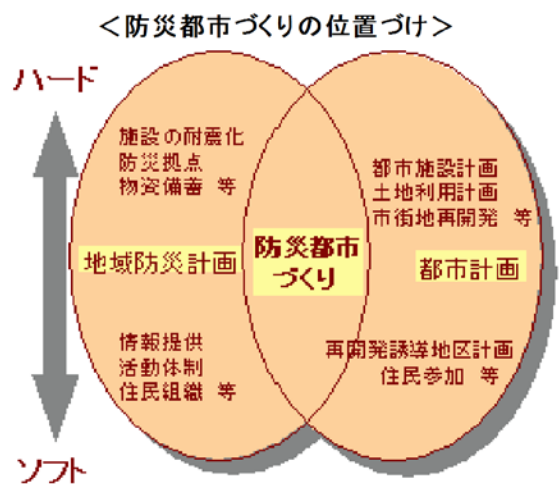 ＜防災都市づくりの位置づけ＞
ハード
施設の耐震化
防災拠点
物資備蓄 等
都市施設計画
土地利用計画
市街地再開発 等
地域防災計画
防災都市
づくり
都市計画
情報提供
活動体制
住民組織 等
再開発誘導地区計画
住民参加 等
ソフト